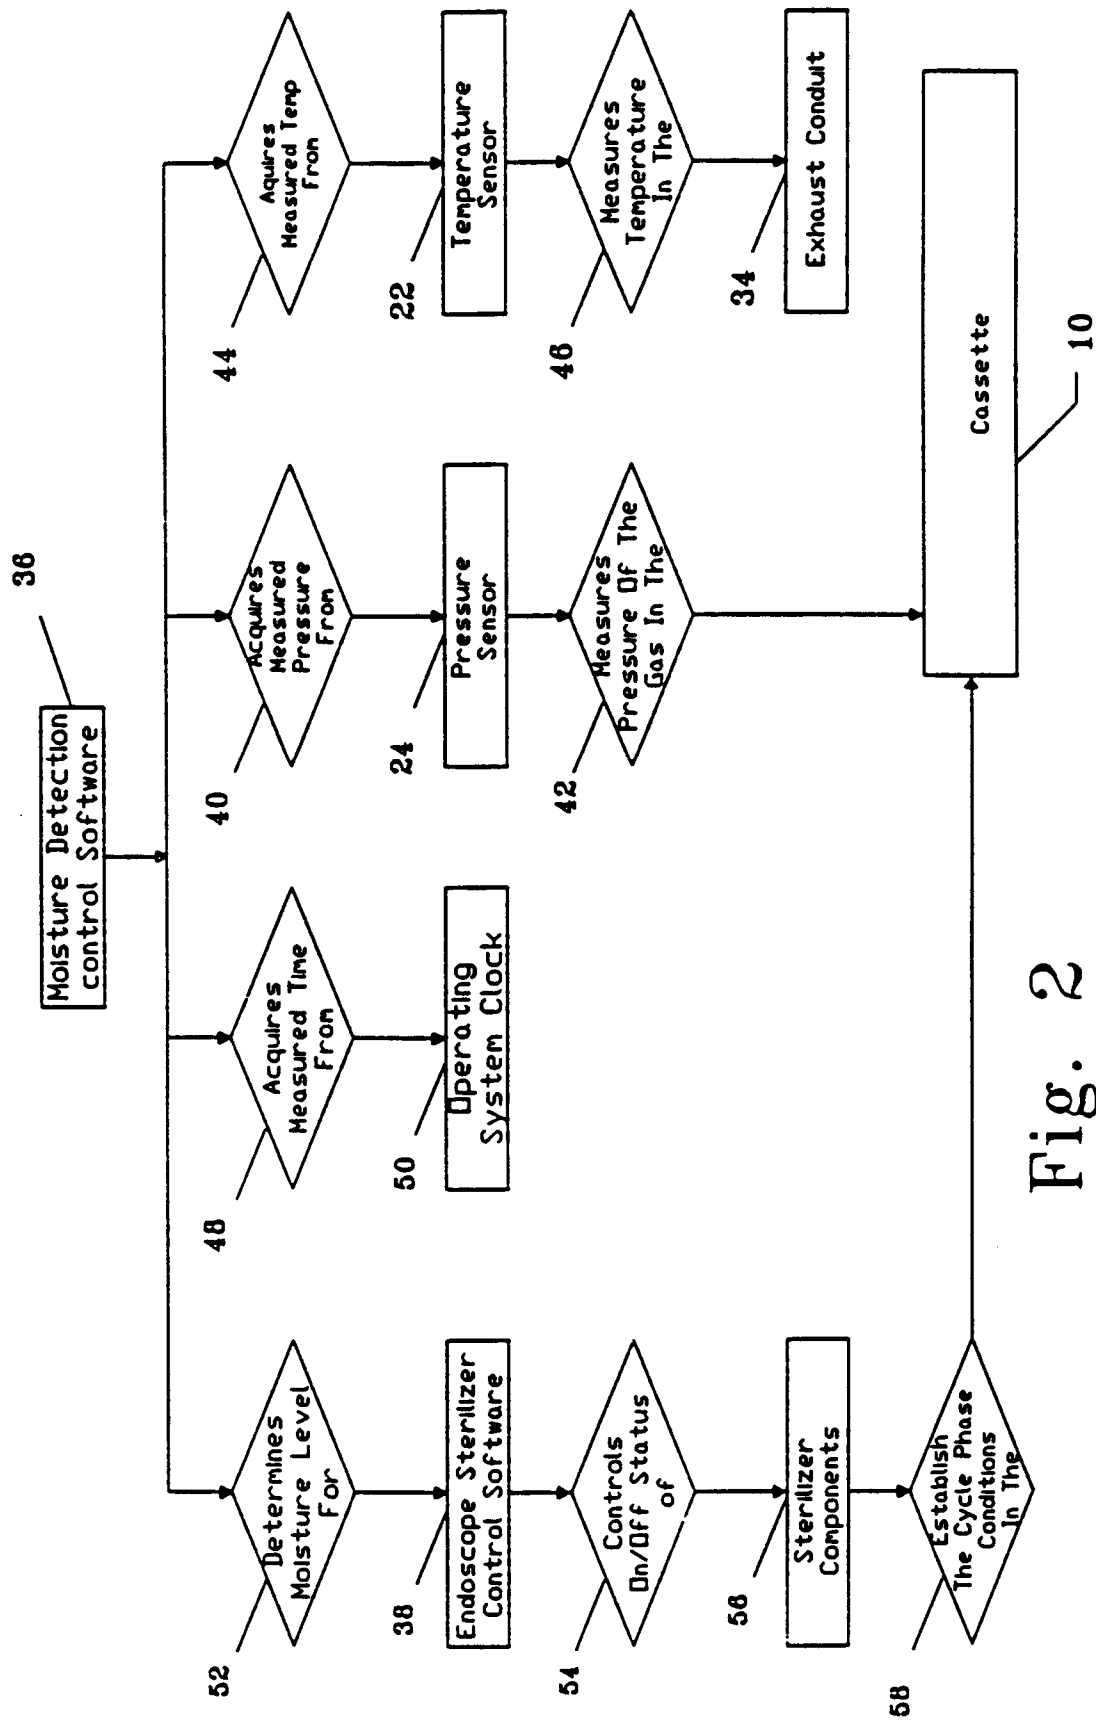 36
Moisture Detection
control Software
52
Determines
Moisture Level
For
38
Endoscope Sterilizer
Control Software
54
Controls
On/Off Status
of
56
Sterilizer
Components
58
Establish
The Cycle Phase
Conditions
In The
48
Acquires
Measured Time
From
50
Operating
System Clock
40
Acquires
Measured
Pressure
From
24
Pressure
Sensor
42
Measures
Pressure Of The
Gas In The
44
Aquires
Measured Temp
From
22
Temperature
Sensor
46
Measures
Temperature
In The
34
Exhaust Conduit
Cassette
10
Fig. 2